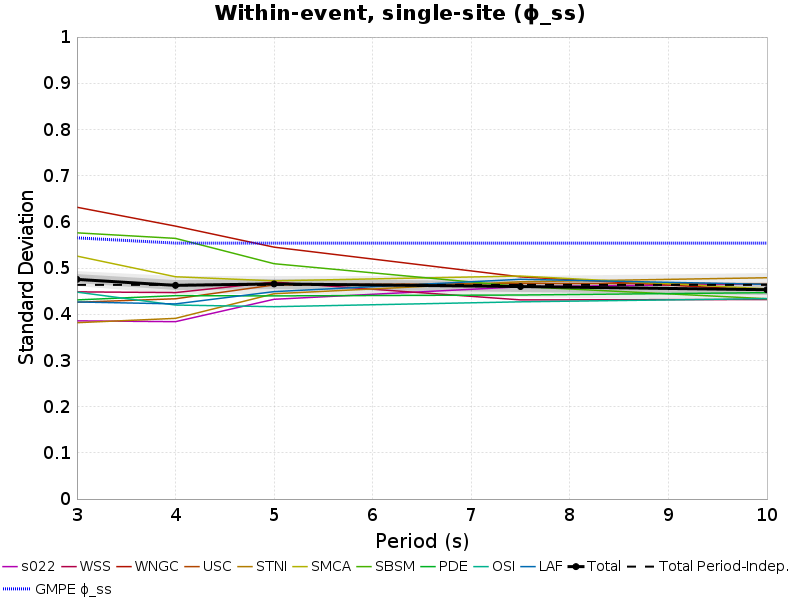 Within-event, single-site (ϕ_ss)
1
0.9
0.8
0.7
0.6
0.5
0.4
0.3
0.2
0.1
0
Standard Deviation
3 4 5 6 7 8 9 10
Period (s)
s022 WSS WNGC USC STNI SMCA SBSM PDE OSI LAF Total Total Period-Indep.
GMPE ϕ_ss